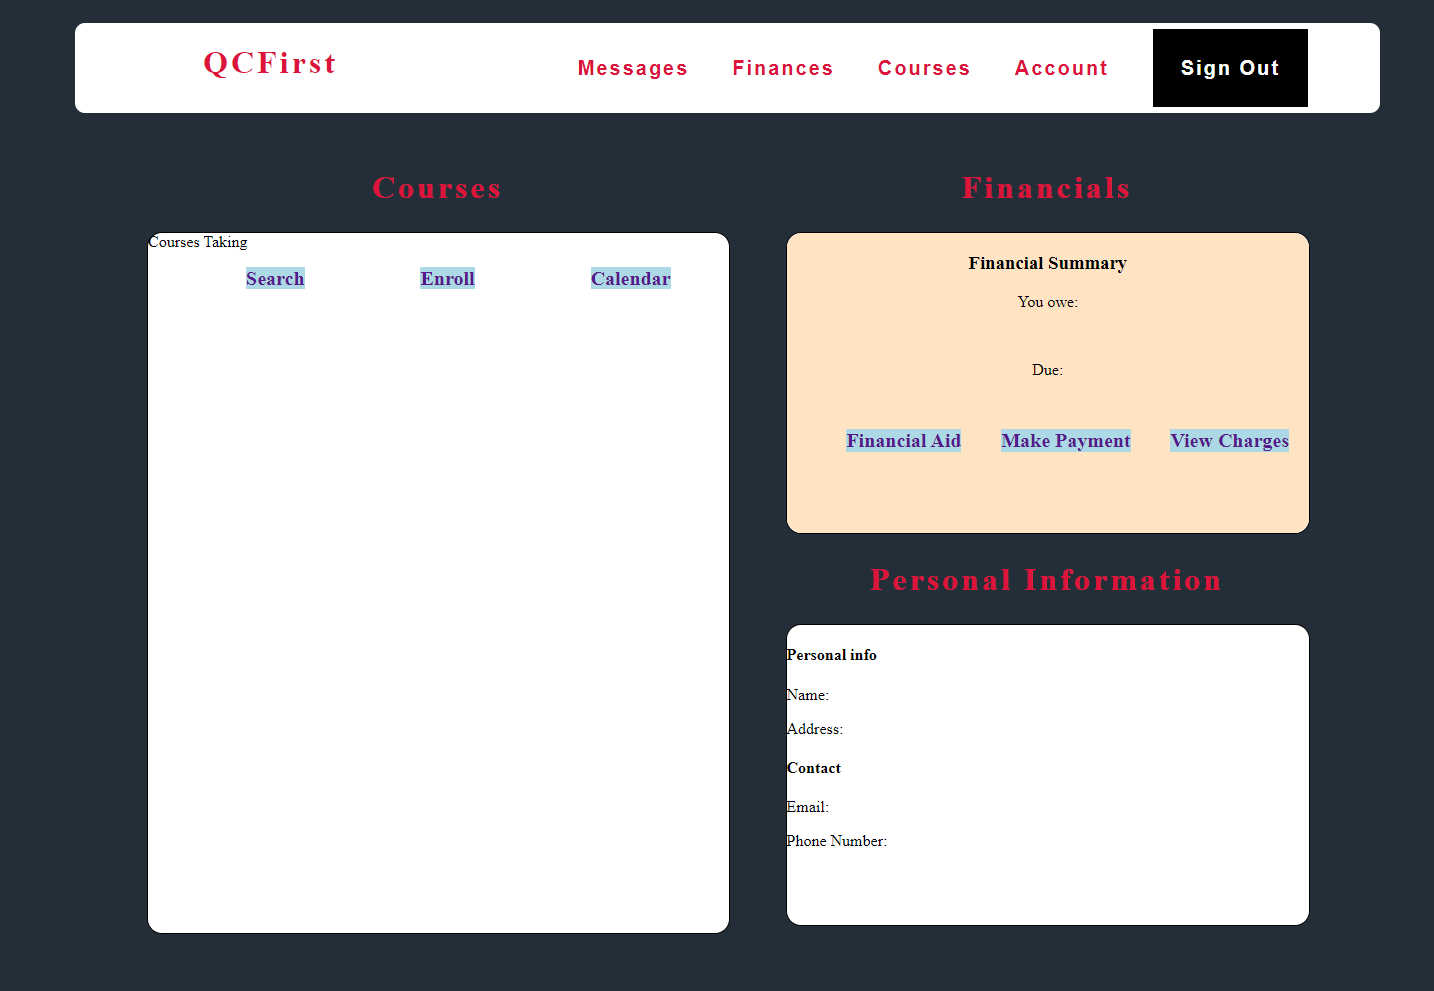 QCFirst
Messages Finances Courses Account Sign Out
Courses
Courses Taking
Search Enroll Calendar
Financials
Financial Summary
You owe:
Due:
Financial Aid Make Payment View Charges
Personal Information
Personal info
Name:
Address:
Contact
Email:
Phone Number: